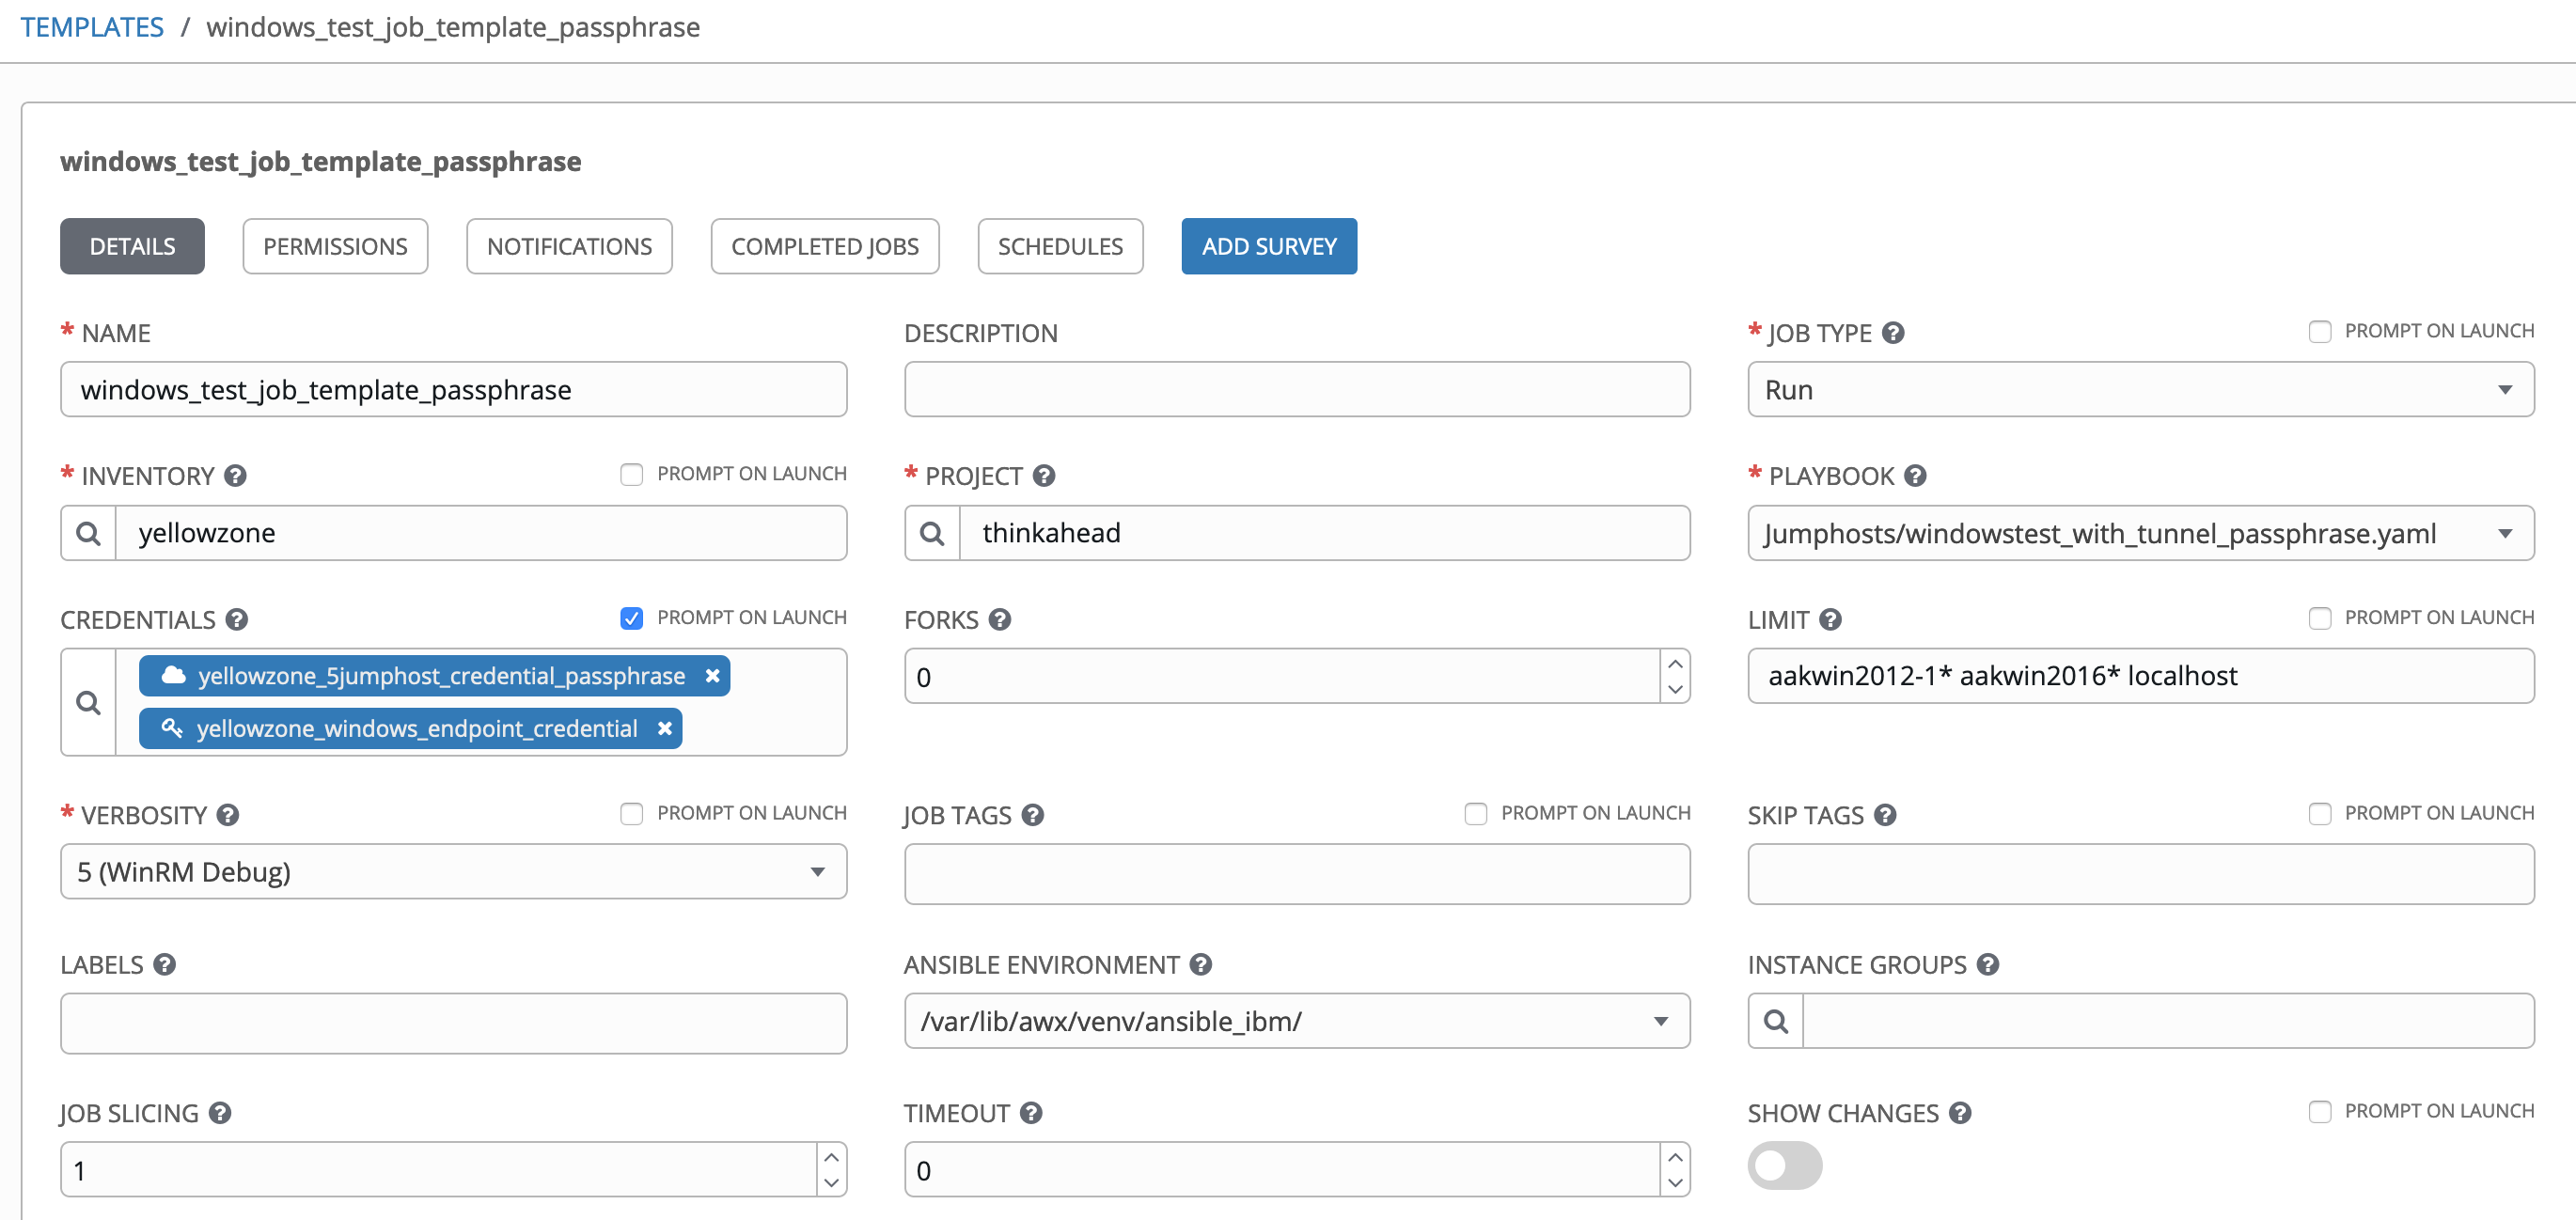 TEMPLATES / windows_test_job_template_passphrase
windows_test_job_template_passphrase
DETAILS PERMISSIONS NOTIFICATIONS COMPLETED JOBS SCHEDULES ADD SURVEY
* NAME
windows_test_job_template_passphrase
DESCRIPTION
* JOB TYPE ? PROMPT ON LAUNCH
Run
* INVENTORY ? PROMPT ON LAUNCH
yellowzone
* PROJECT ?
thinkahead
* PLAYBOOK ?
Jumphosts/windowstest_with_tunnel_passphrase.yaml
CREDENTIALS ? PROMPT ON LAUNCH
yellowzone_5jumphost_credential_passphrase
yellowzone_windows_endpoint_credential
FORKS ?
0
LIMIT ? PROMPT ON LAUNCH
aakwin2012-1* aakwin2016* localhost
* VERBOSITY ? PROMPT ON LAUNCH
5 (WinRM Debug)
JOB TAGS ? PROMPT ON LAUNCH
SKIP TAGS ? PROMPT ON LAUNCH
LABELS ?
ANSIBLE ENVIRONMENT ?
/var/lib/awx/venv/ansible_ibm/
INSTANCE GROUPS ?
JOB SLICING ?
1
TIMEOUT ?
0
SHOW CHANGES ? PROMPT ON LAUNCH